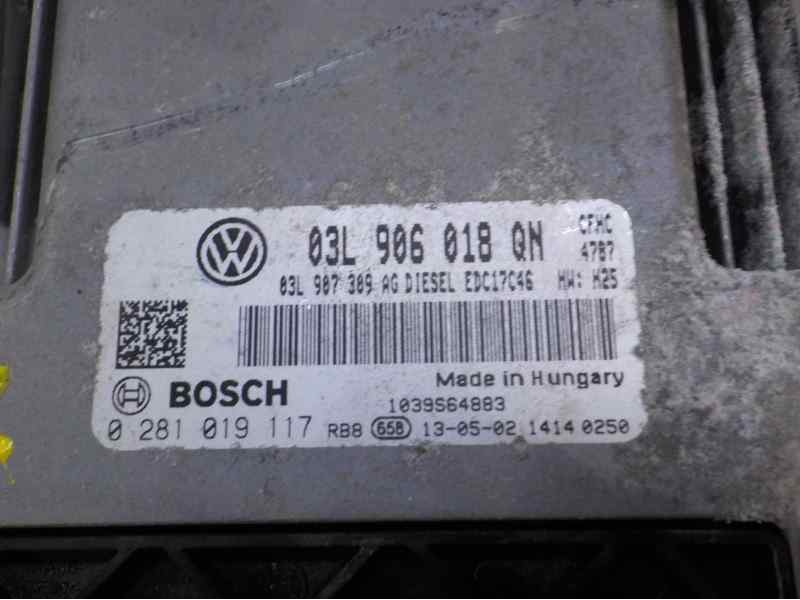 03L 906 018 QN CFHC
4787
03L 907 309 AG DIESEL EDC17C46 HW: H25
BOSCH Made in Hungary
1039S64883
0 281 019 117 RB8 65B 13-05-02 1414 0250